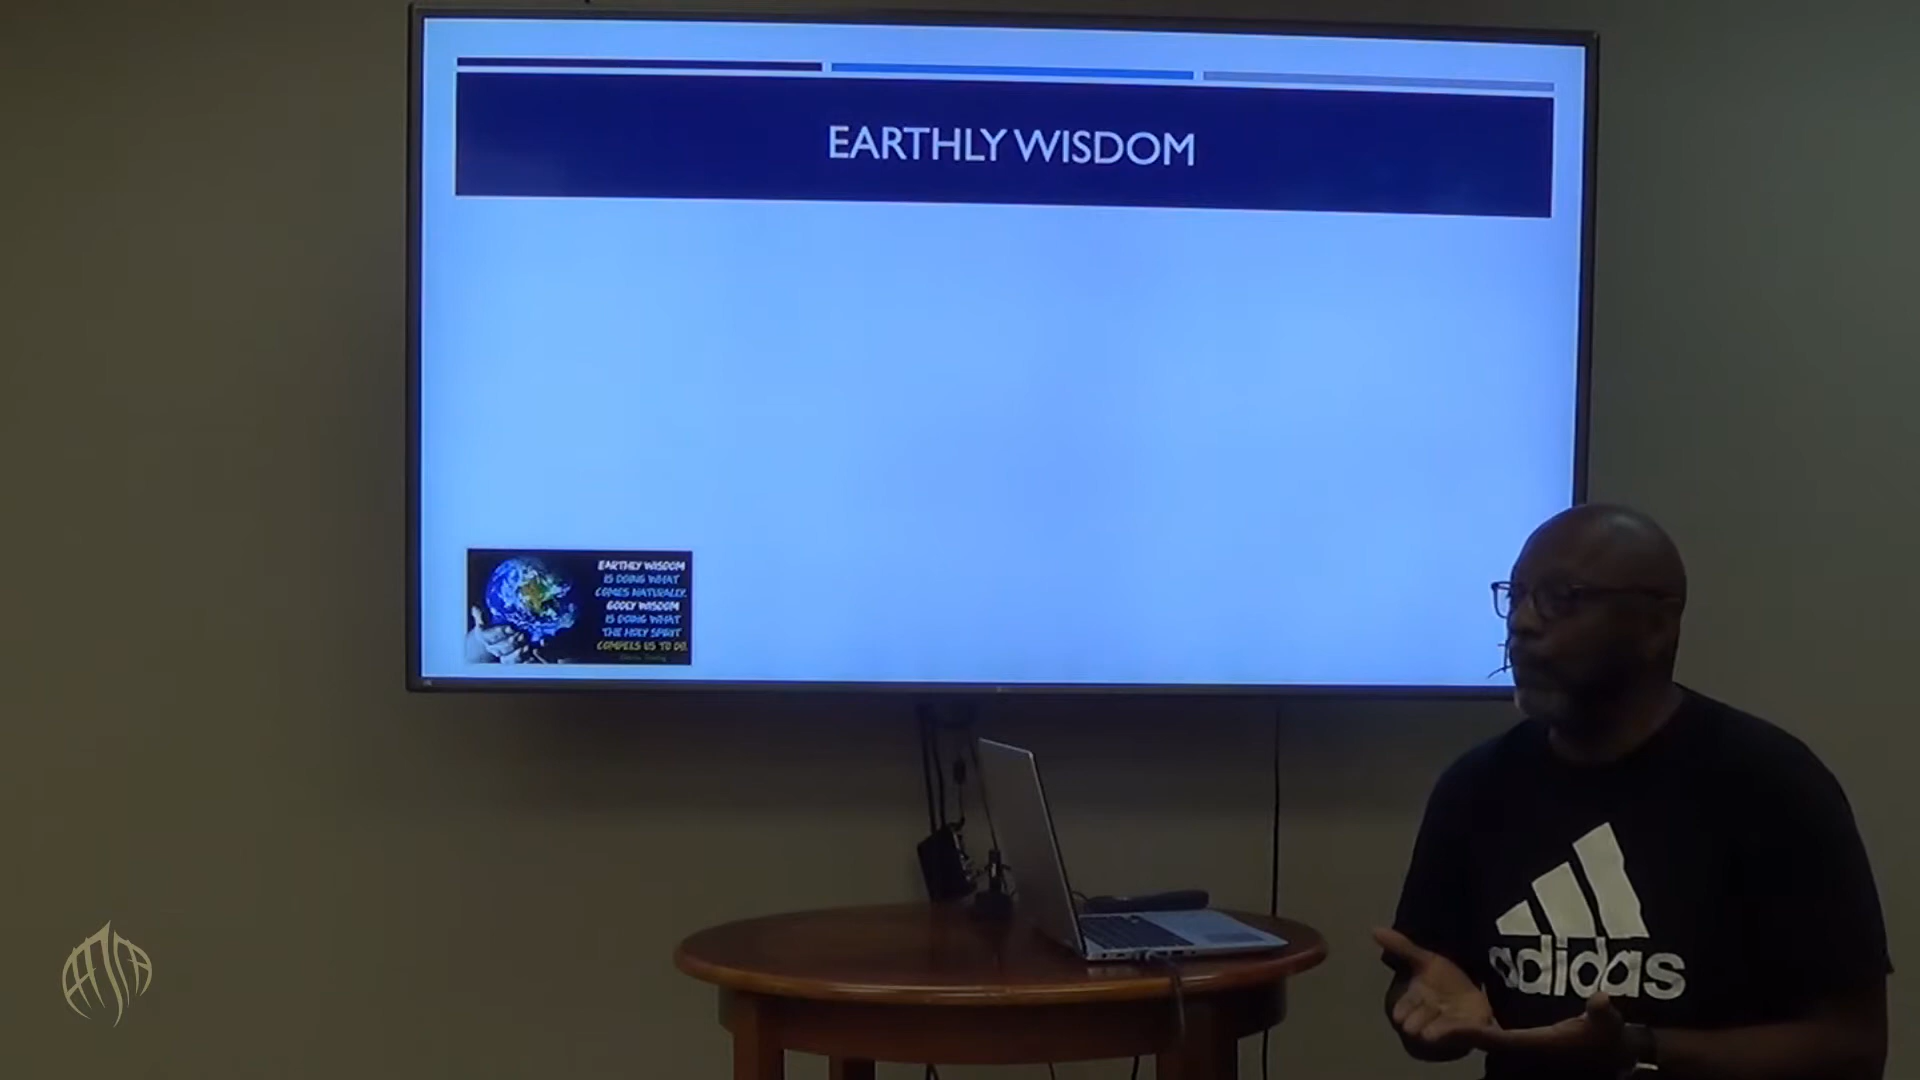 EARTHLY WISDOM
EARTHLY WISDOM
IS DOING WHAT
COMES NATURALLY.
GODLY WISDOM
IS DOING WHAT
THE HOLY SPIRIT
COMPELS US TO DO.
adidas